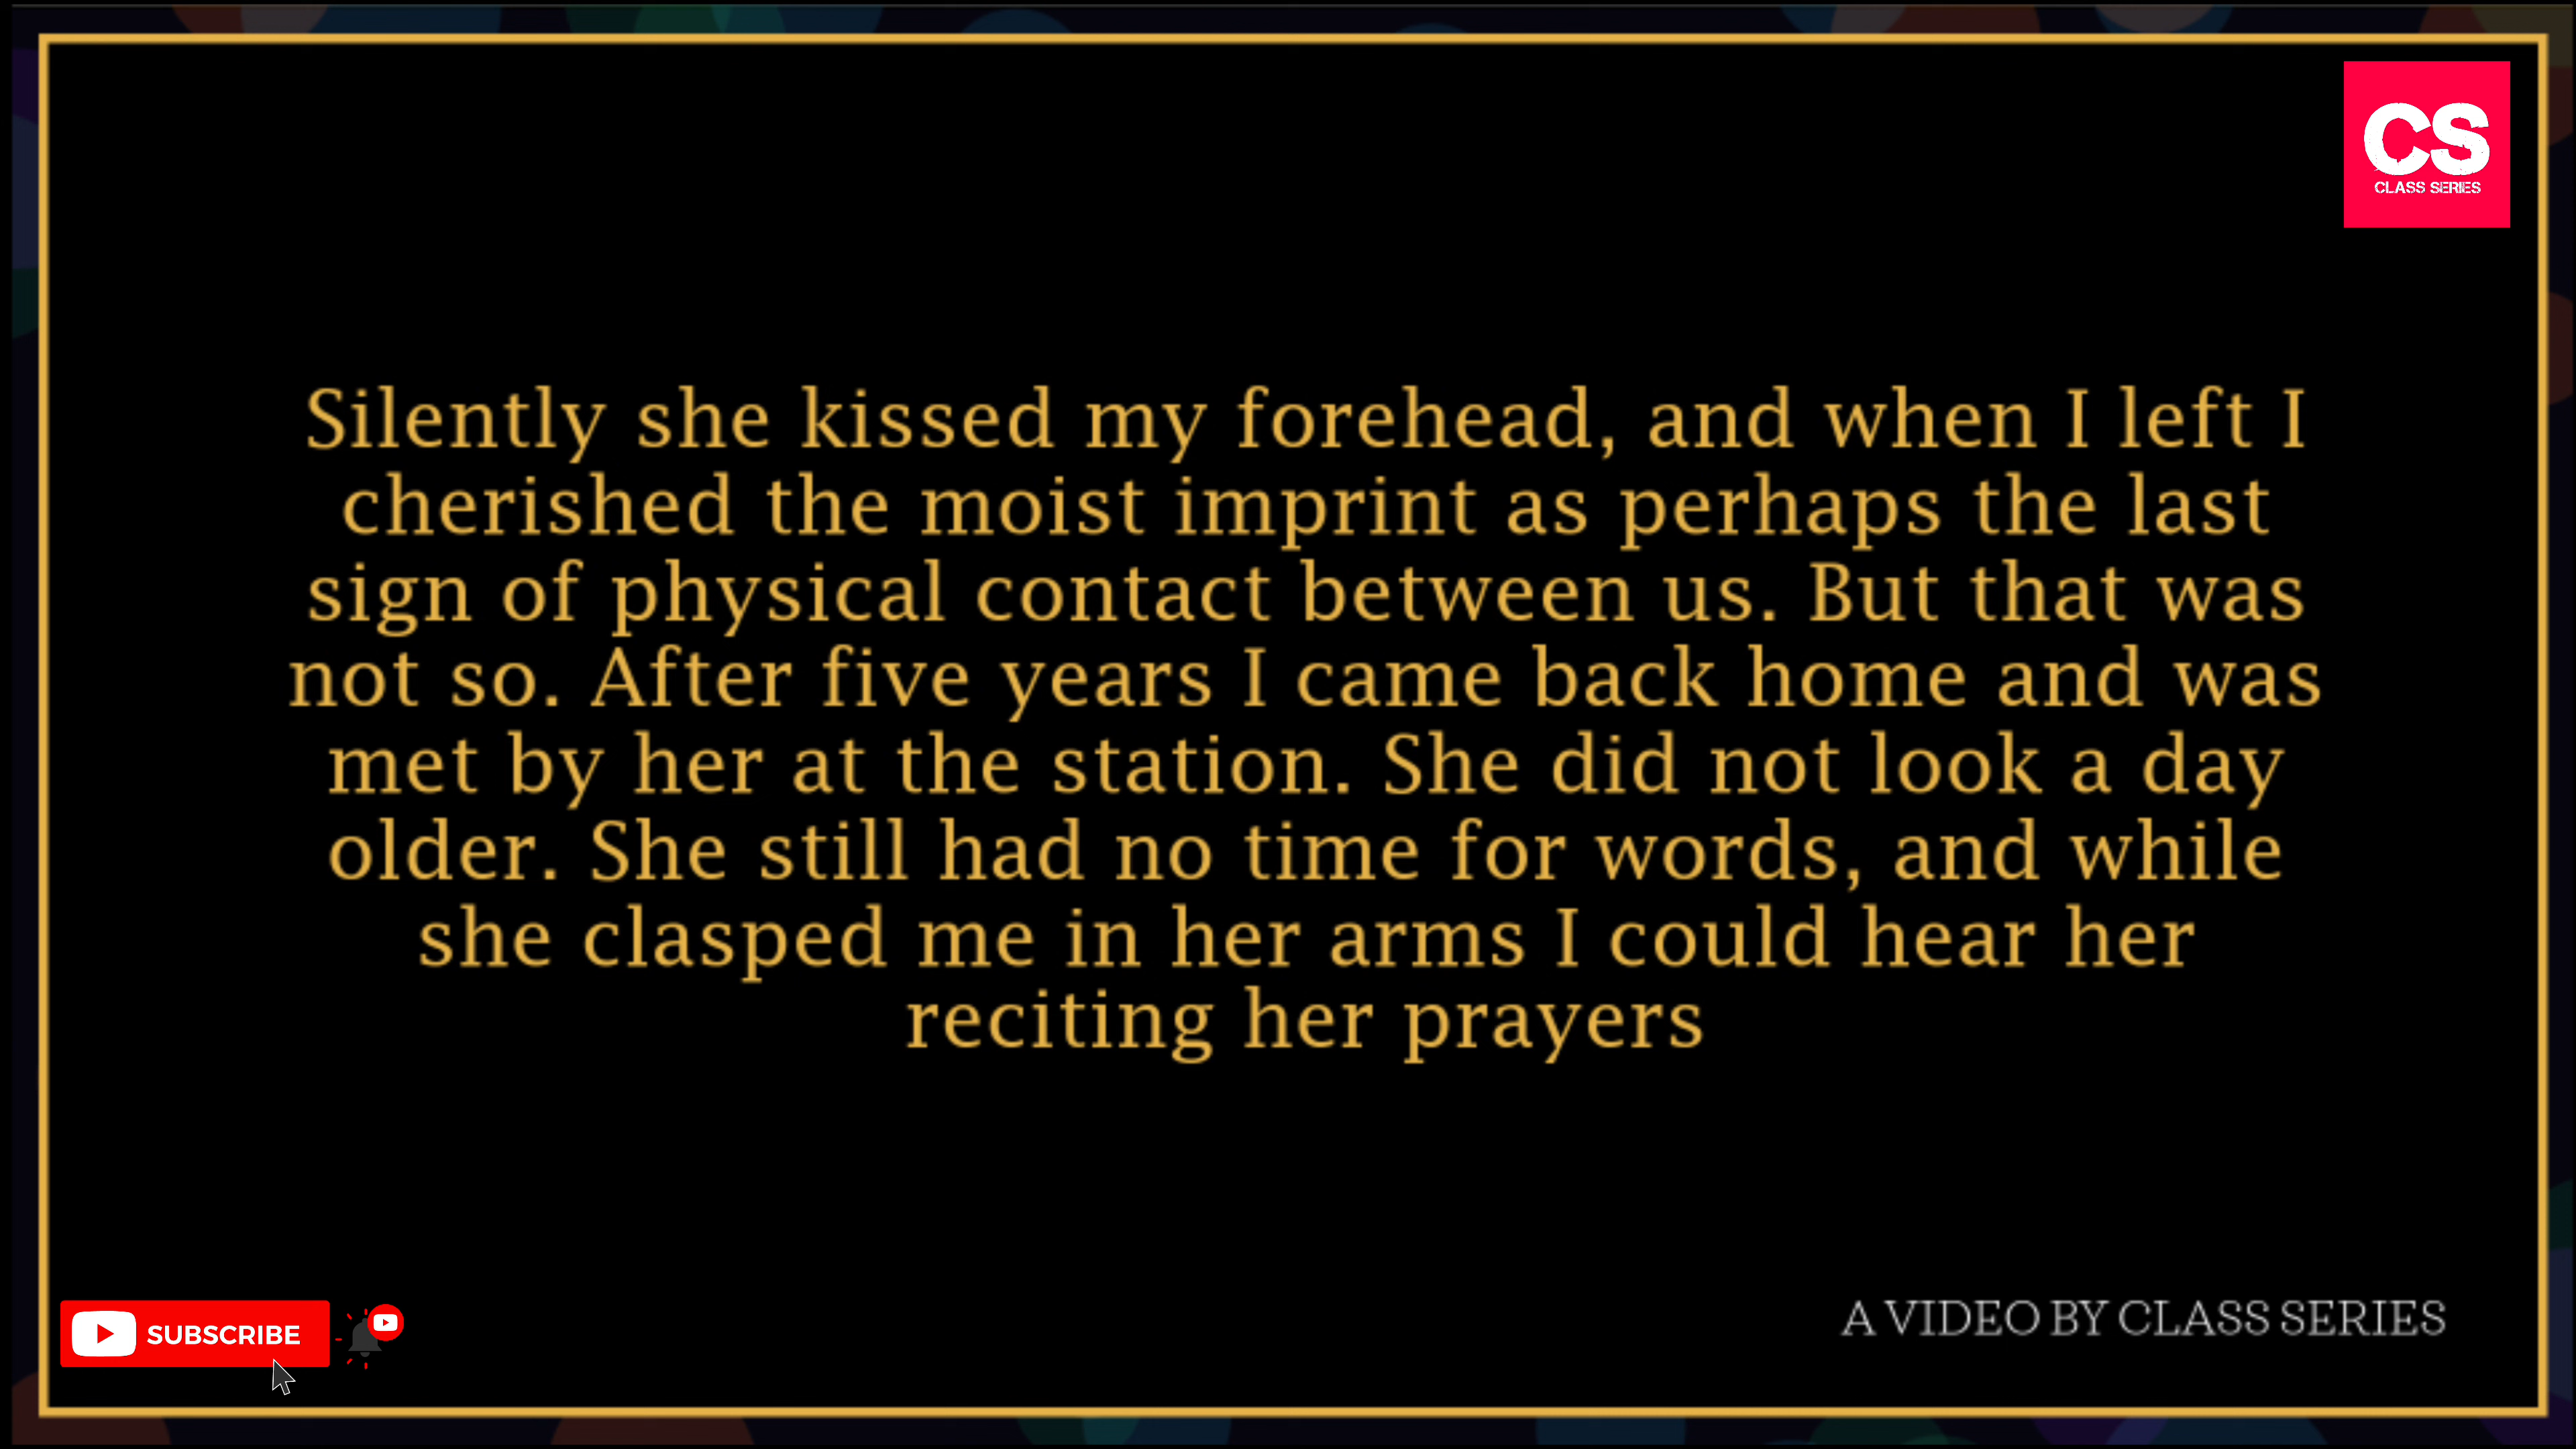 CS
CLASS SERIES
Silently she kissed my forehead, and when I left I
cherished the moist imprint as perhaps the last
sign of physical contact between us. But that was
not so. After five years I came back home and was
met by her at the station. She did not look a day
older. She still had no time for words, and while
she clasped me in her arms I could hear her
reciting her prayers
SUBSCRIBE
A VIDEO BY CLASS SERIES